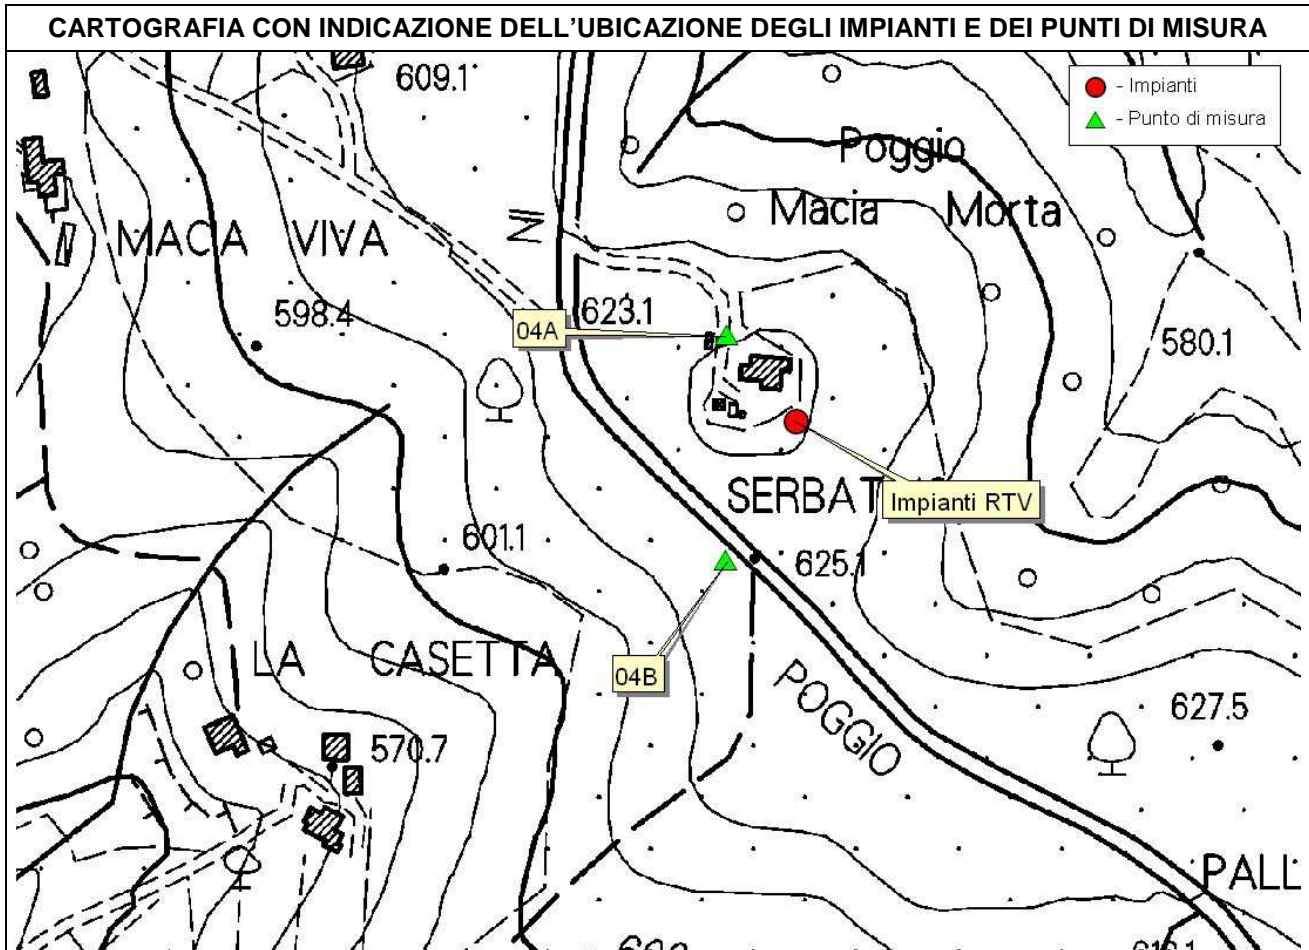 CARTOGRAFIA CON INDICAZIONE DELL'UBICAZIONE DEGLI IMPIANTI E DEI PUNTI DI MISURA
609.1
- Impianti
- Punto di misura
Poggio
Macia Morta
MACIA VIVA
NI
598.4
04A
623.1
580.1
SERBAT
Impianti RTV
601.1
625.1
LA CASETTA
04B
POGGIO
627.5
570.7
PALL